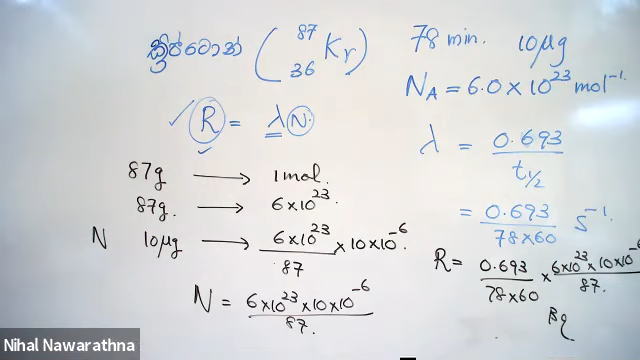 ක්‍රිප්ටොන් ( ⁸⁷₃₆Kr )
78 min. 10μg
N_A = 6.0 × 10²³ mol⁻¹.
✓ R = λN.
λ = 0.693 / t½
= 0.693 / 78×60 s⁻¹
87g → 1 mol.
87g. → 6×10²³.
N 10μg → 6×10²³ / 87 × 10×10⁻⁶.
N = 6×10²³×10×10⁻⁶ / 87.
R = 0.693 / 78×60 × 6×10²³×10×10⁻⁶ / 87.
Bq
Nihal Nawarathna